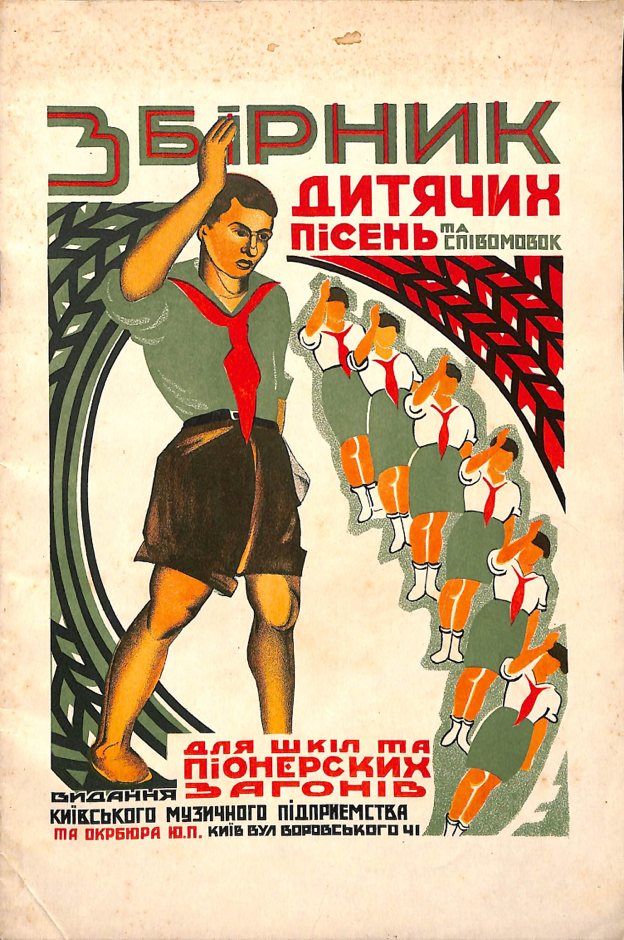 ЗБІРНИК
ДИТЯЧИХ
ПІСЕНЬ ТА СПІВОМОВОК
ДЛЯ ШКІЛ ТА
ПІОНЕРСКИХ
ЗАГОНІВ
ВИДАННЯ
КИЇВСЬКОГО МУЗИЧНОГО ПІДПРИЄМСТВА
ТА ОКРБЮРА Ю.П. КИЇВ ВУЛ ВОРОВСЬКОГО 41